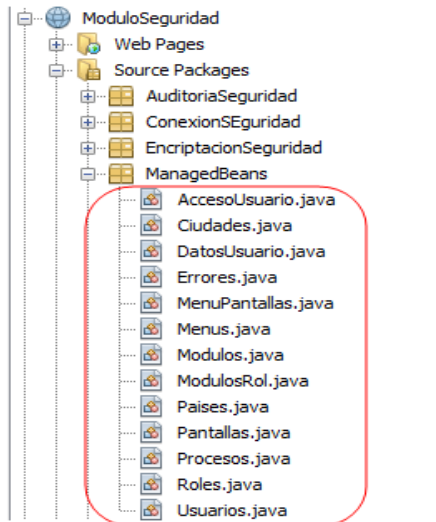 ModuloSeguridad
Web Pages
Source Packages
AuditoriaSeguridad
ConexionSEguridad
EncriptacionSeguridad
ManagedBeans
AccesoUsuario.java
Ciudades.java
DatosUsuario.java
Errores.java
MenuPantallas.java
Menus.java
Modulos.java
ModulosRol.java
Paises.java
Pantallas.java
Procesos.java
Roles.java
Usuarios.java